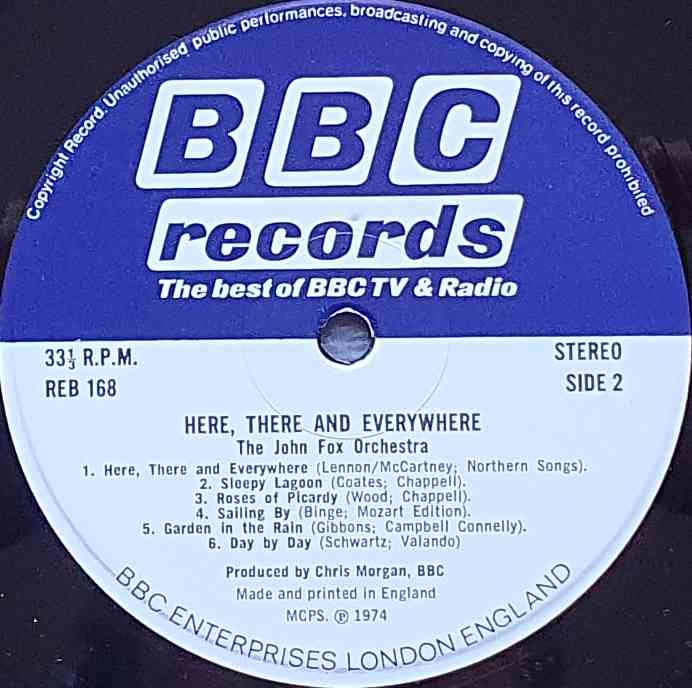 Copyright Record. Unauthorised public performances, broadcasting and copying of this record prohibited
BBC
records
The best of BBC TV & Radio
33⅓ R.P.M.
STEREO
REB 168
SIDE 2
HERE, THERE AND EVERYWHERE
The John Fox Orchestra
1. Here, There and Everywhere (Lennon/McCartney; Northern Songs).
2. Sleepy Lagoon (Coates; Chappell).
3. Roses of Picardy (Wood; Chappell).
4. Sailing By (Binge; Mozart Edition).
5. Garden in the Rain (Gibbons; Campbell Connelly).
6. Day by Day (Schwartz; Valando)
Produced by Chris Morgan, BBC
Made and printed in England
MCPS. ℗ 1974
BBC ENTERPRISES LONDON ENGLAND